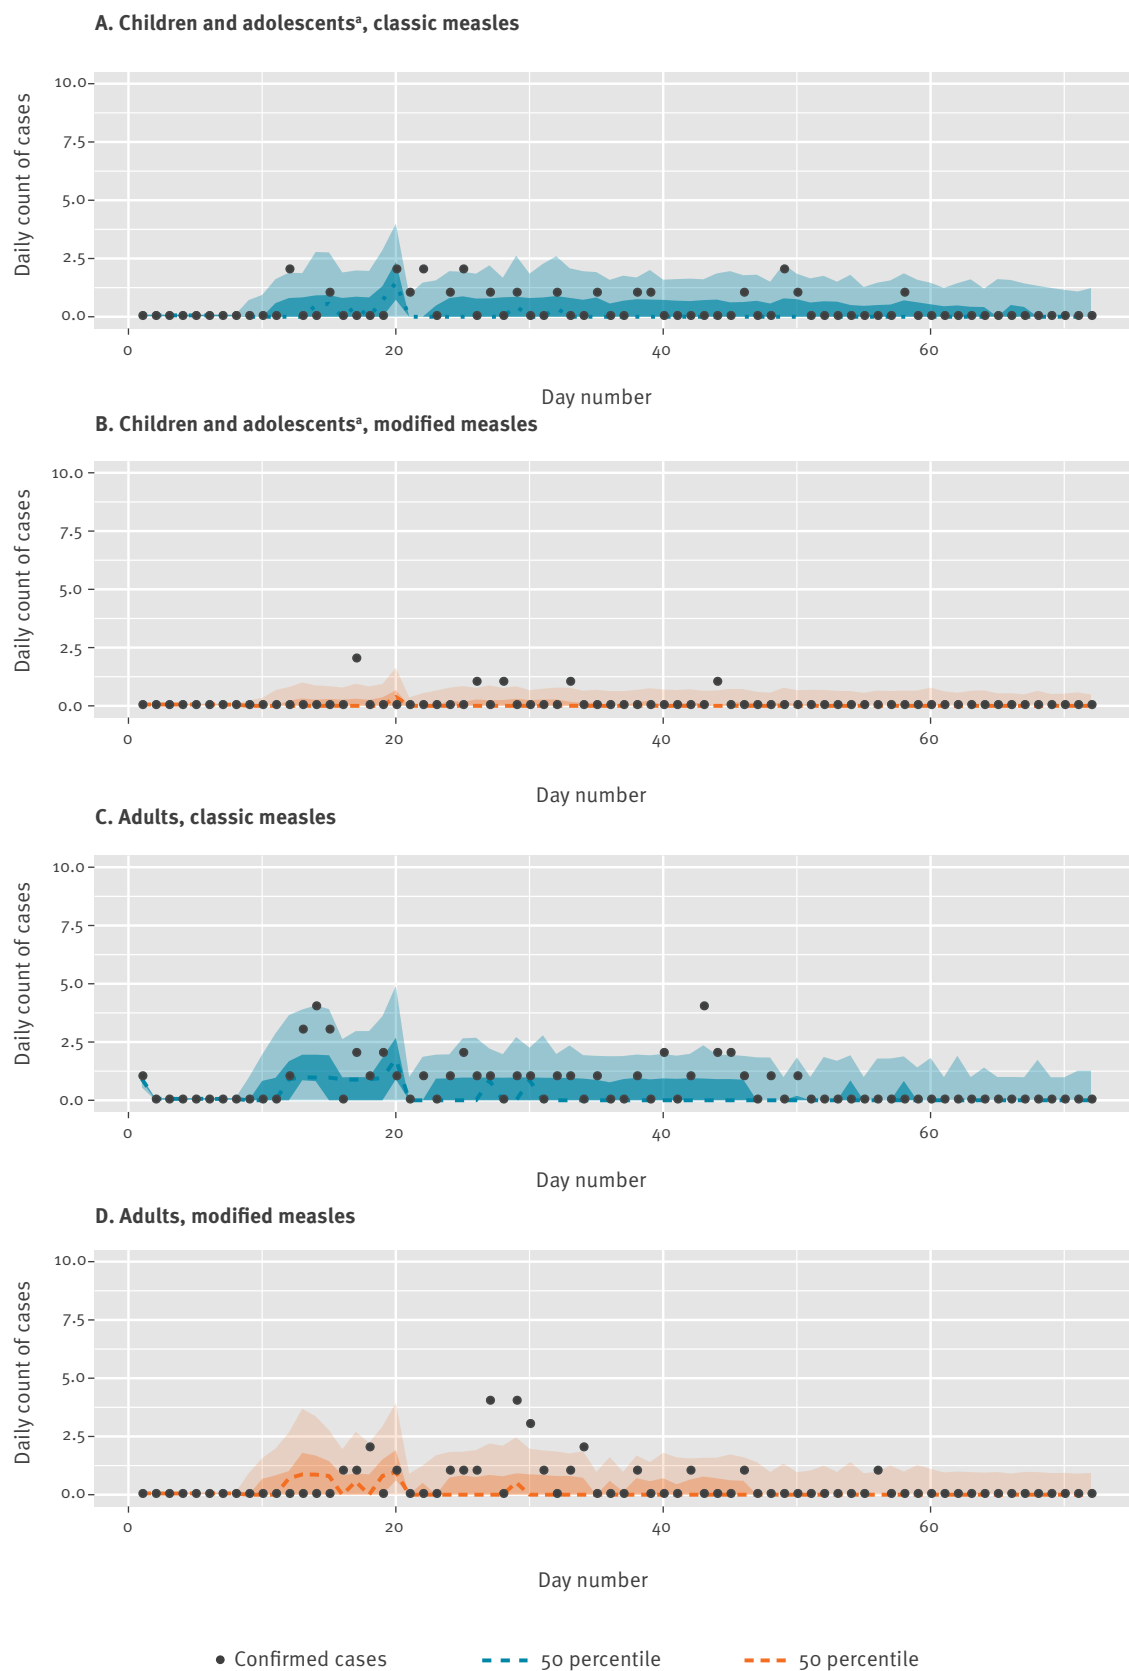 A. Children and adolescentsª, classic measles
Daily count of cases
10.0
7.5
5.0
2.5
0.0
0 20 40 60
Day number
B. Children and adolescentsª, modified measles
Daily count of cases
10.0
7.5
5.0
2.5
0.0
0 20 40 60
Day number
C. Adults, classic measles
Daily count of cases
10.0
7.5
5.0
2.5
0.0
0 20 40 60
Day number
D. Adults, modified measles
Daily count of cases
10.0
7.5
5.0
2.5
0.0
0 20 40 60
Day number
Confirmed cases 50 percentile 50 percentile